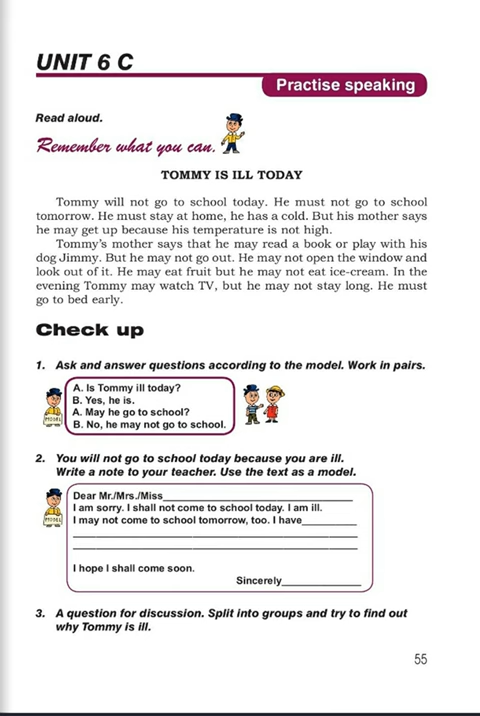 UNIT 6 C
Practise speaking
Read aloud.
Remember what you can.
TOMMY IS ILL TODAY
Tommy will not go to school today. He must not go to school
tomorrow. He must stay at home, he has a cold. But his mother says
he may get up because his temperature is not high.
Tommy's mother says that he may read a book or play with his
dog Jimmy. But he may not go out. He may not open the window and
look out of it. He may eat fruit but he may not eat ice-cream. In the
evening Tommy may watch TV, but he may not stay long. He must
go to bed early.
Check up
1. Ask and answer questions according to the model. Work in pairs.
MODEL
A. Is Tommy ill today?
B. Yes, he is.
A. May he go to school?
B. No, he may not go to school.
2. You will not go to school today because you are ill.
Write a note to your teacher. Use the text as a model.
MODEL
Dear Mr./Mrs./Miss____________________
I am sorry. I shall not come to school today. I am ill.
I may not come to school tomorrow, too. I have__________
I hope I shall come soon.
Sincerely______________
3. A question for discussion. Split into groups and try to find out
why Tommy is ill.
55